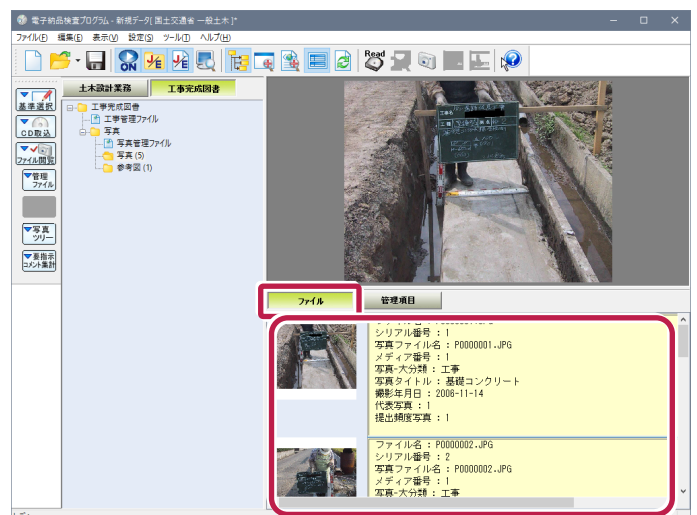 電子納品検査プログラム - 新規データ[ 国土交通省 一般土木 ]*
ファイル(F) 編集(E) 表示(V) 設定(S) ツール(T) ヘルプ(H)
Read
土木設計業務 工事完成図書
基準選択
CD取込
ファイル閲覧
管理
ファイル
写真
ツリー
要指示
コメント集計
工事完成図書
工事管理ファイル
写真
写真管理ファイル
写真 (5)
参考図 (1)
工事名
工種
ファイル 管理項目
シリアル番号 : 1
写真ファイル名 : P0000001.JPG
メディア番号 : 1
写真-大分類 : 工事
写真タイトル : 基礎コンクリート
撮影年月日 : 2006-11-14
代表写真 : 1
提出頻度写真 : 1
ファイル名 : P0000002.JPG
シリアル番号 : 2
写真ファイル名 : P0000002.JPG
メディア番号 : 1
写真-大分類 : 工事